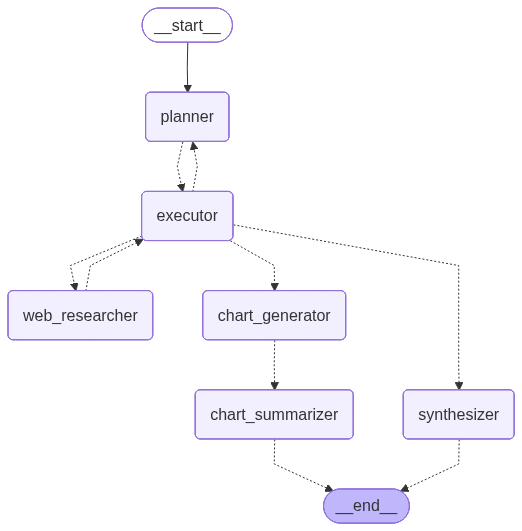 __start__
planner
executor
web_researcher
chart_generator
chart_summarizer
synthesizer
__end__